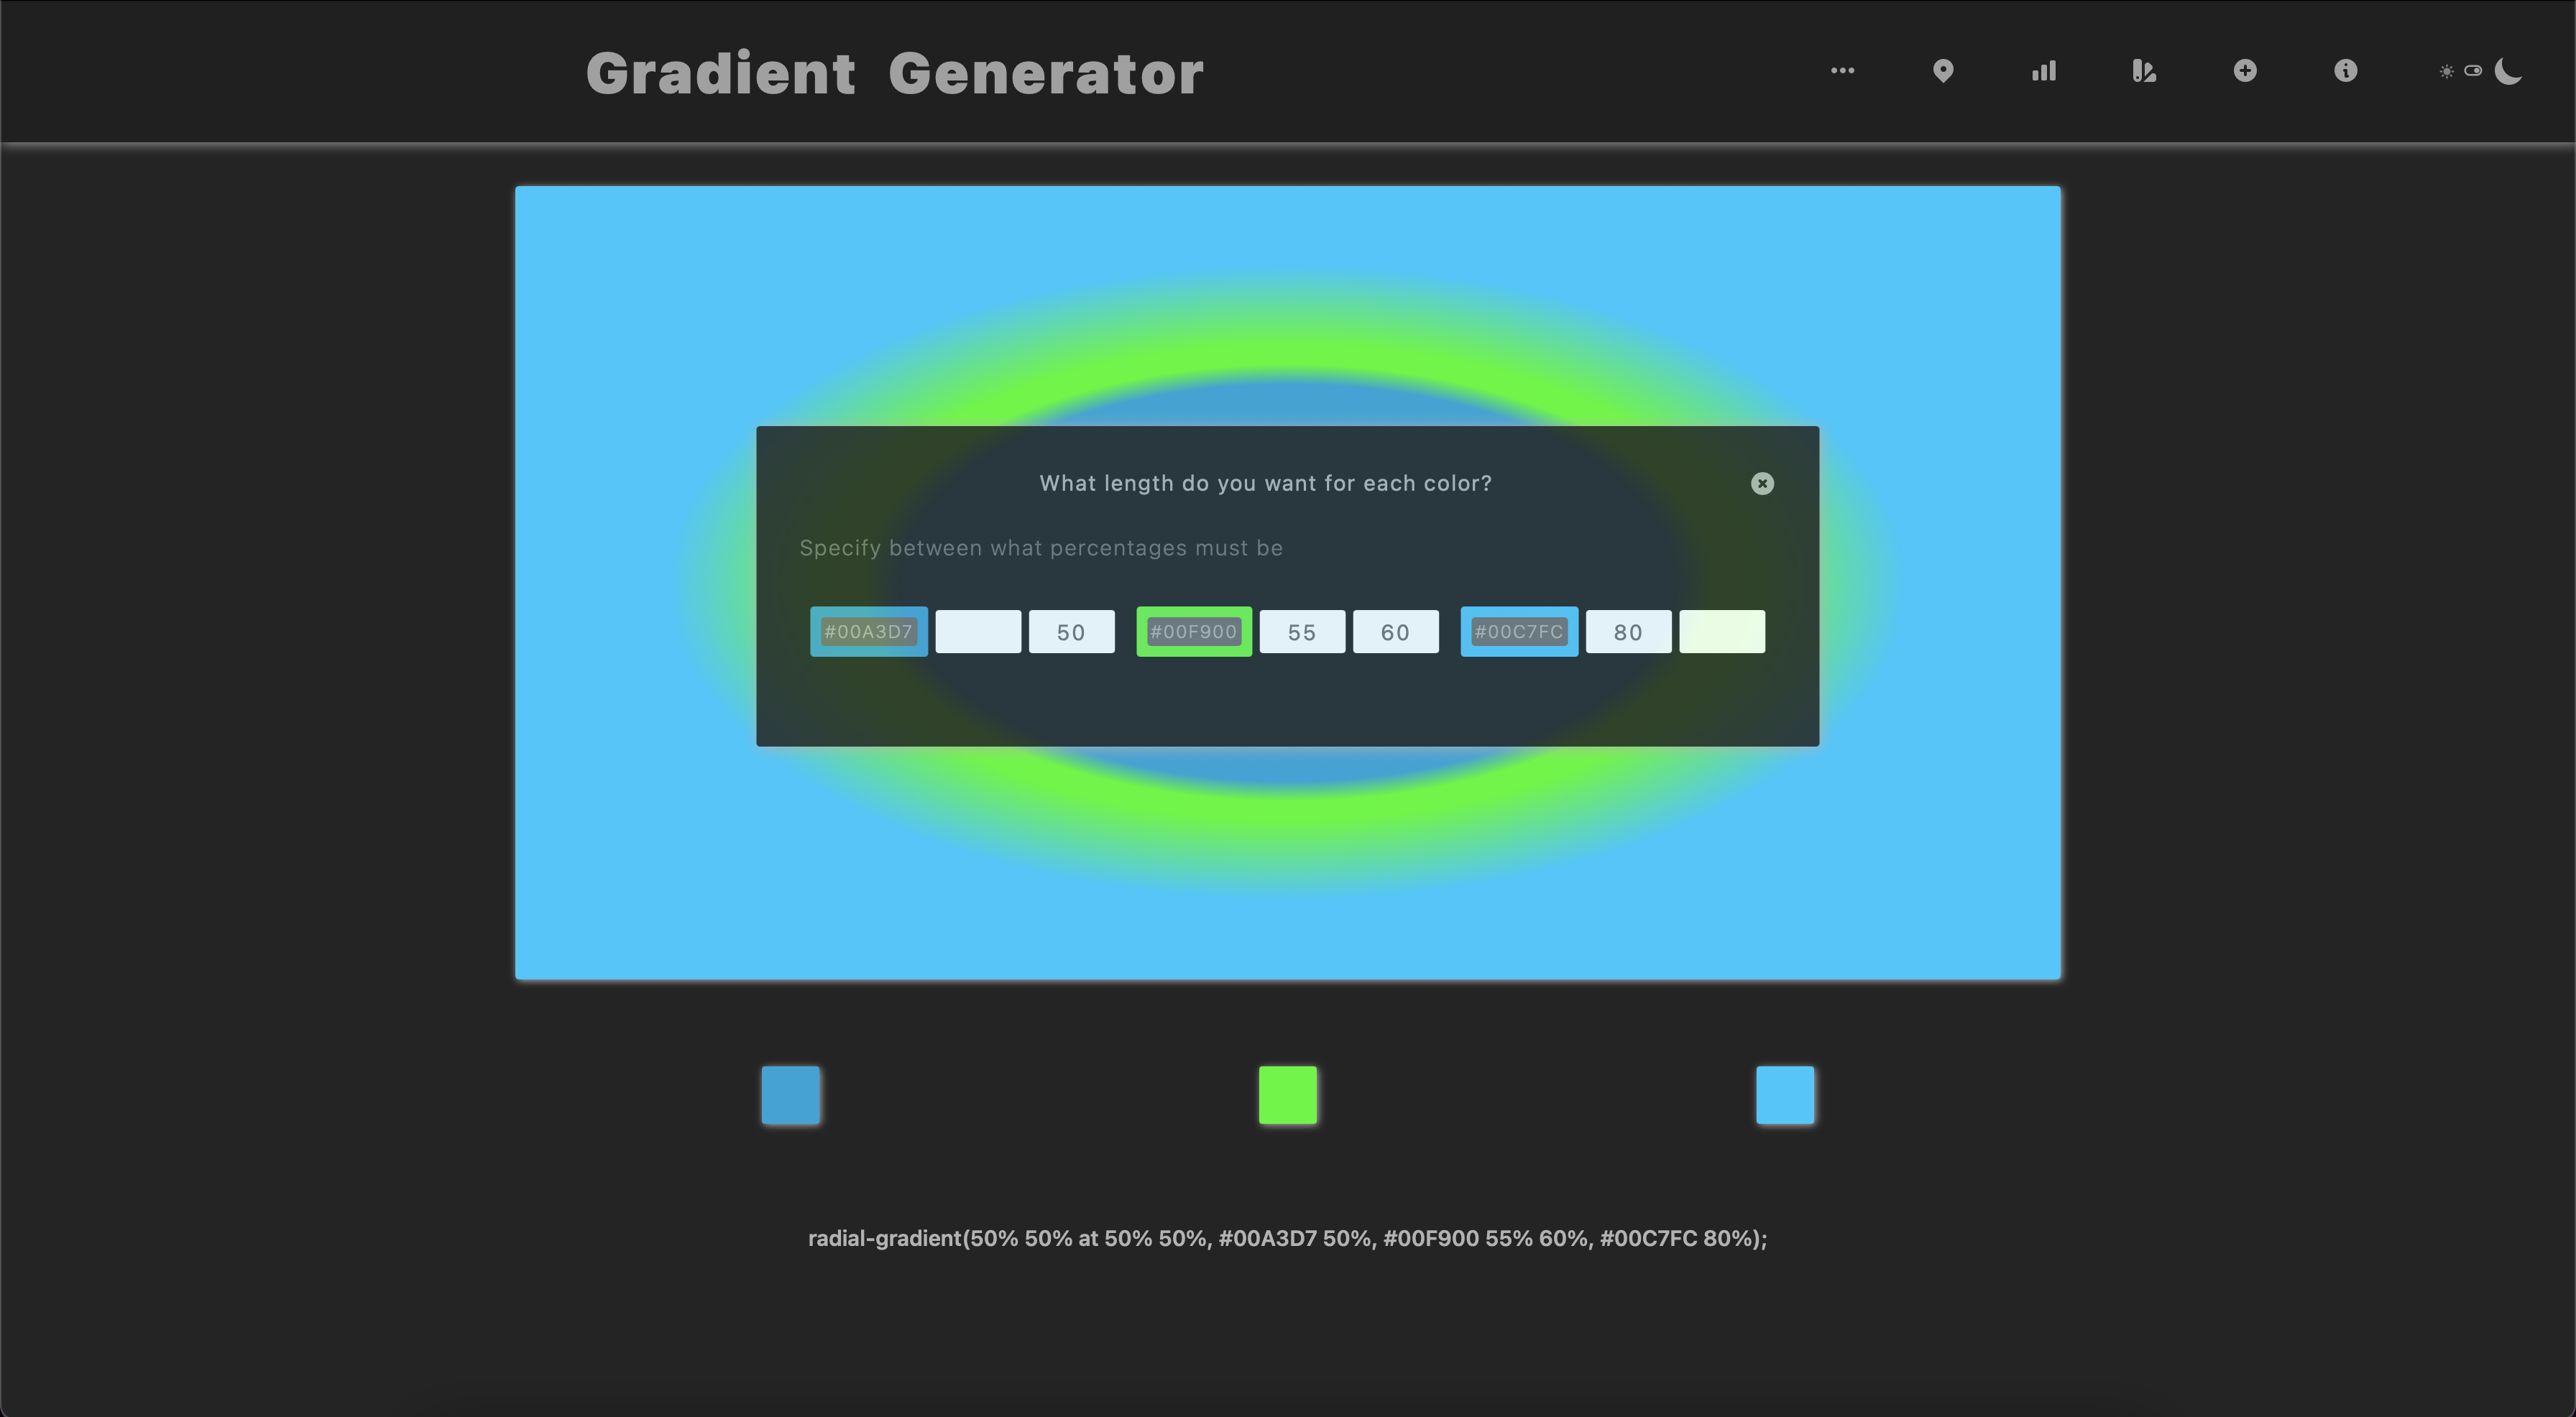 Gradient Generator
What length do you want for each color?
Specify between what percentages must be
#00A3D7 50 #00F900 55 60 #00C7FC 80
radial-gradient(50% 50% at 50% 50%, #00A3D7 50%, #00F900 55% 60%, #00C7FC 80%);